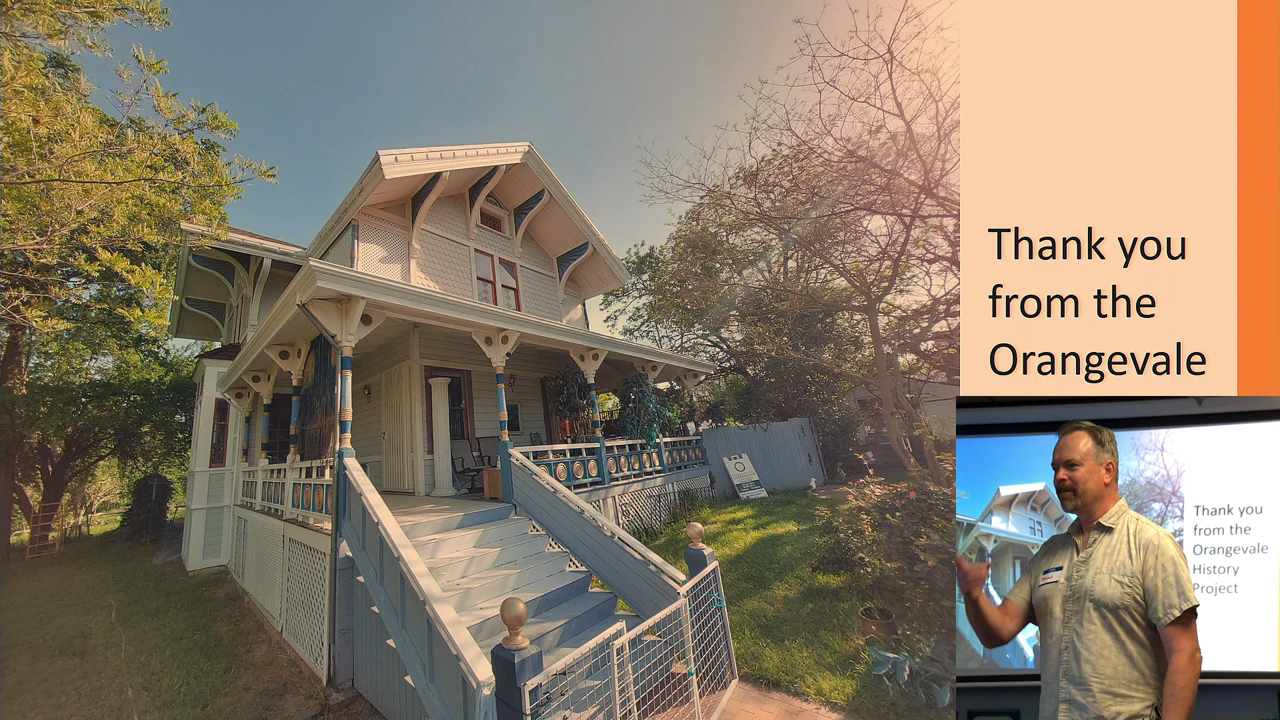 Thank you
from the
Orangevale
Thank you
from the
Orangevale
History
Project